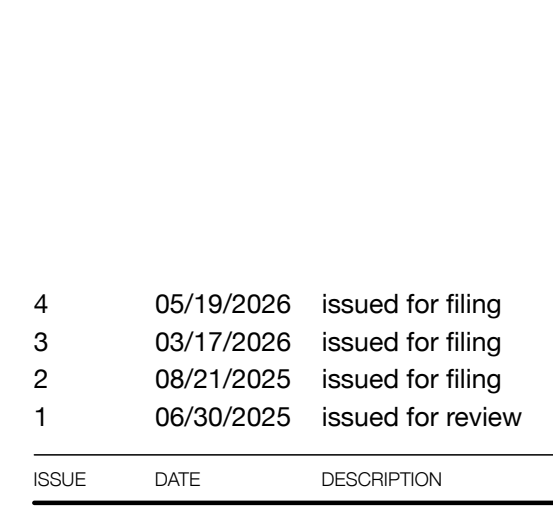 4 05/19/2026 issued for filing
3 03/17/2026 issued for filing
2 08/21/2025 issued for filing
1 06/30/2025 issued for review
ISSUE DATE DESCRIPTION